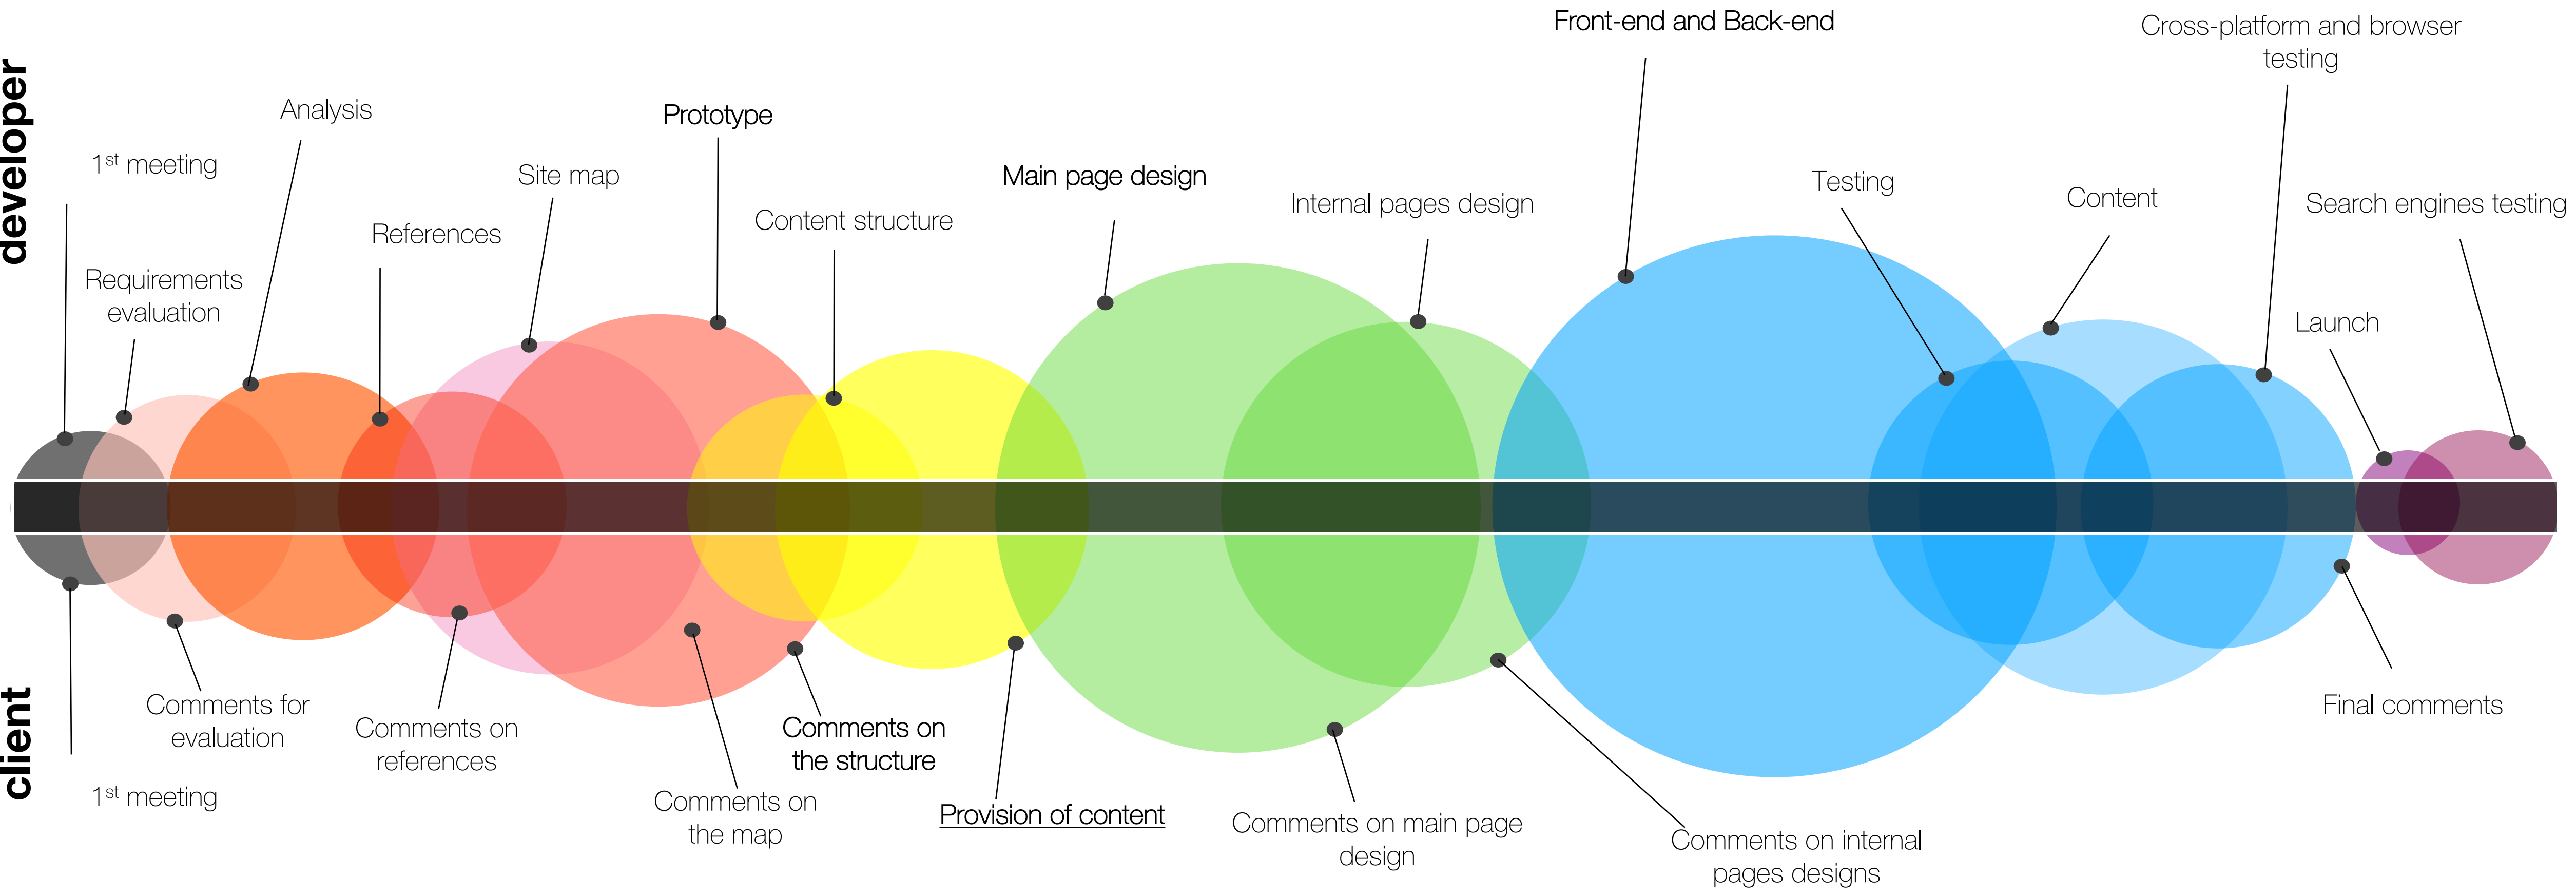 developer
1st meeting
Requirements
evaluation
Analysis
References
Site map
Prototype
Content structure
Main page design
Internal pages design
Front-end and Back-end
Testing
Content
Cross-platform and browser
testing
Launch
Search engines testing
client
1st meeting
Comments for
evaluation
Comments on
references
Comments on
the map
Comments on
the structure
Provision of content
Comments on main page
design
Comments on internal
pages designs
Final comments